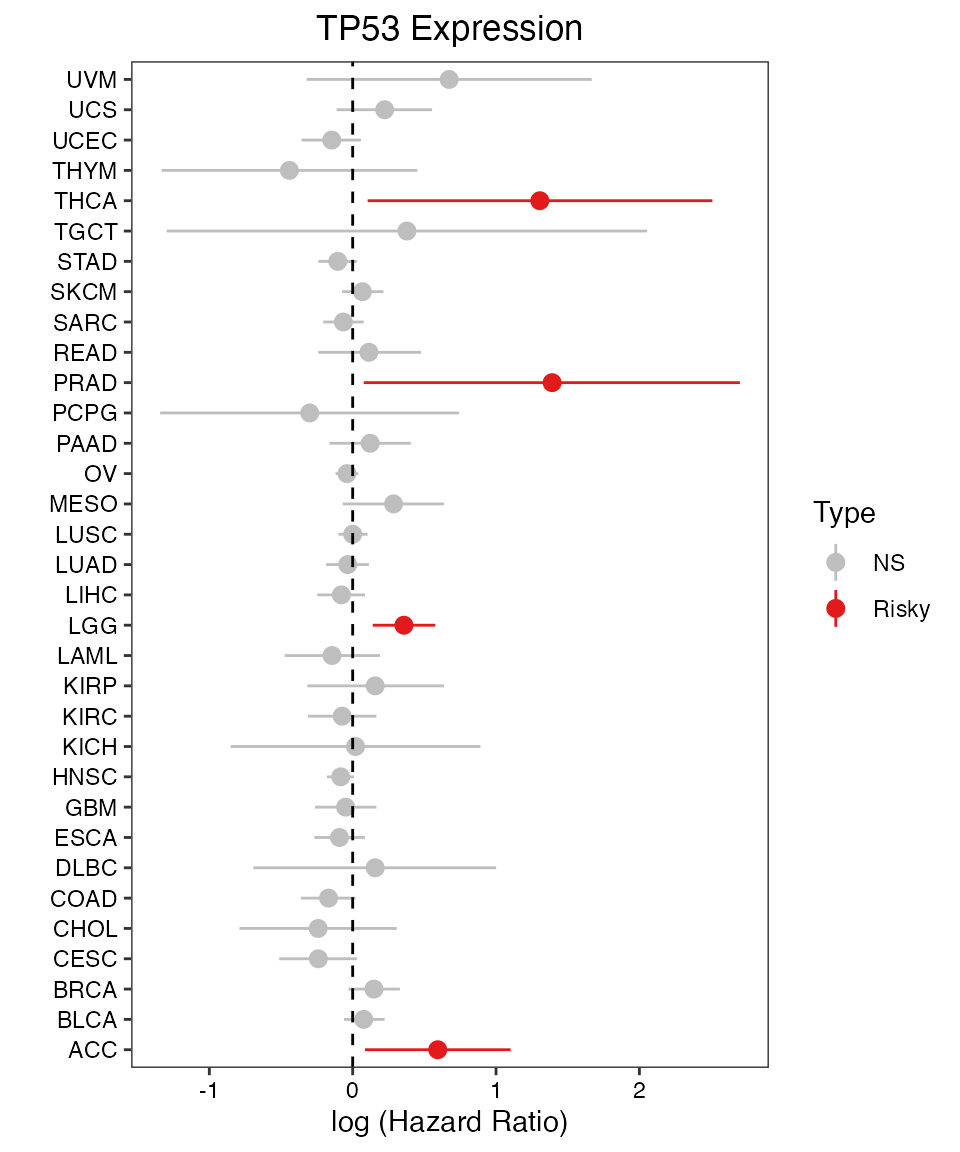 TP53 Expression
UVM
UCS
UCEC
THYM
THCA
TGCT
STAD
SKCM
SARC
READ
PRAD
PCPG
PAAD
OV
MESO
LUSC
LUAD
LIHC
LGG
LAML
KIRP
KIRC
KICH
HNSC
GBM
ESCA
DLBC
COAD
CHOL
CESC
BRCA
BLCA
ACC
-1 0 1 2
log (Hazard Ratio)
Type
NS
Risky